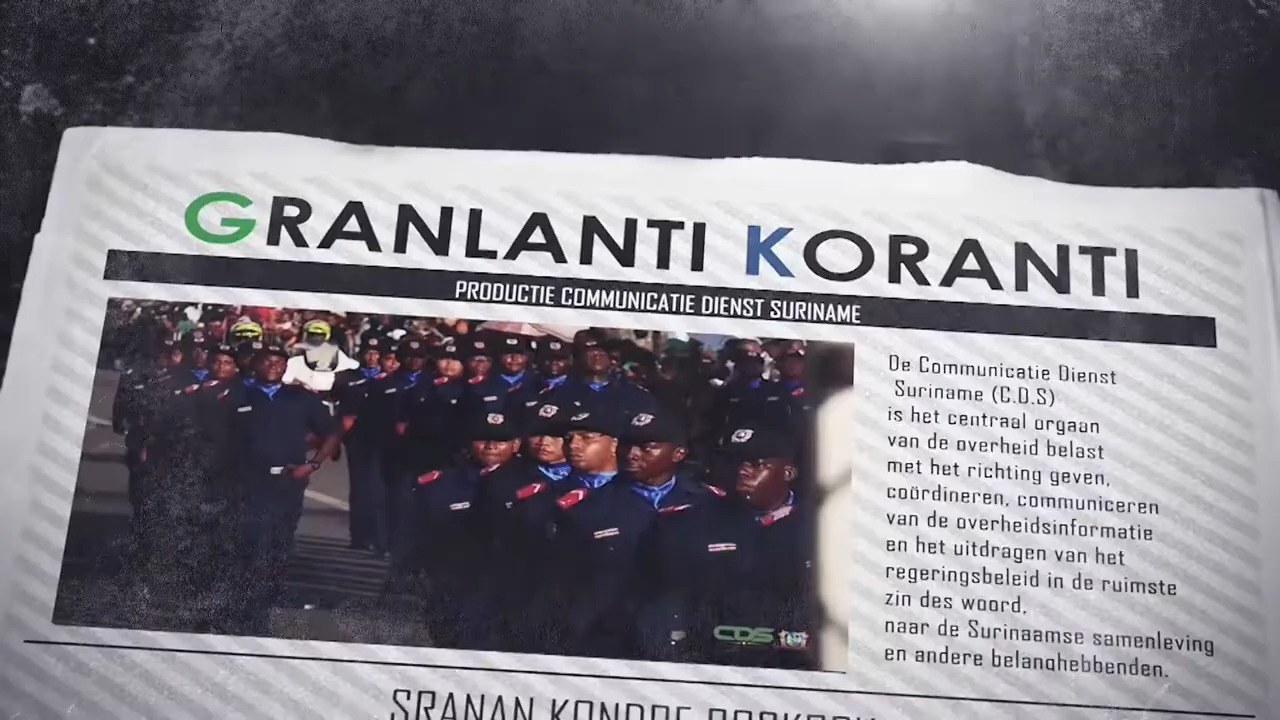 GRANLANTI KORANTI
PRODUCTIE COMMUNICATIE DIENST SURINAME
De Communicatie Dienst
Suriname (C.D.S)
is het centraal orgaan
van de overheid belast
met het richting geven,
coördineren, communiceren
van de overheidsinformatie
en het uitdragen van het
regeringsbeleid in de ruimste
zin des woord,
naar de Surinaamse samenleving
en andere belanghebbenden.
CDS
SRANAN KONDRE